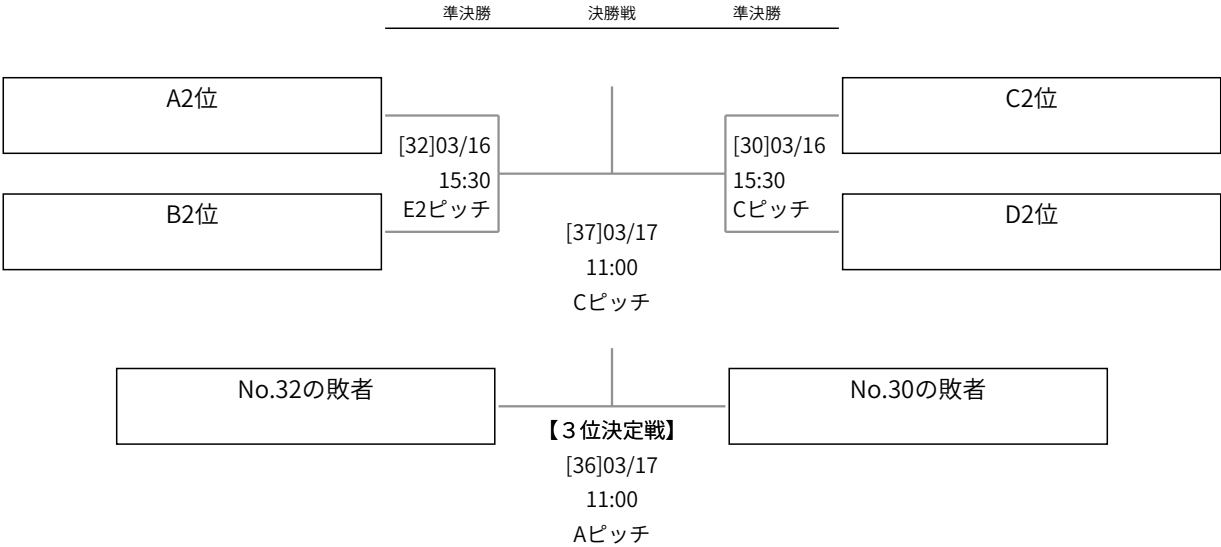 準決勝 決勝戦 準決勝
A2位
C2位
[32]03/16
15:30
E2ピッチ
[30]03/16
15:30
Cピッチ
B2位
D2位
[37]03/17
11:00
Cピッチ
No.32の敗者
No.30の敗者
【３位決定戦】
[36]03/17
11:00
Aピッチ